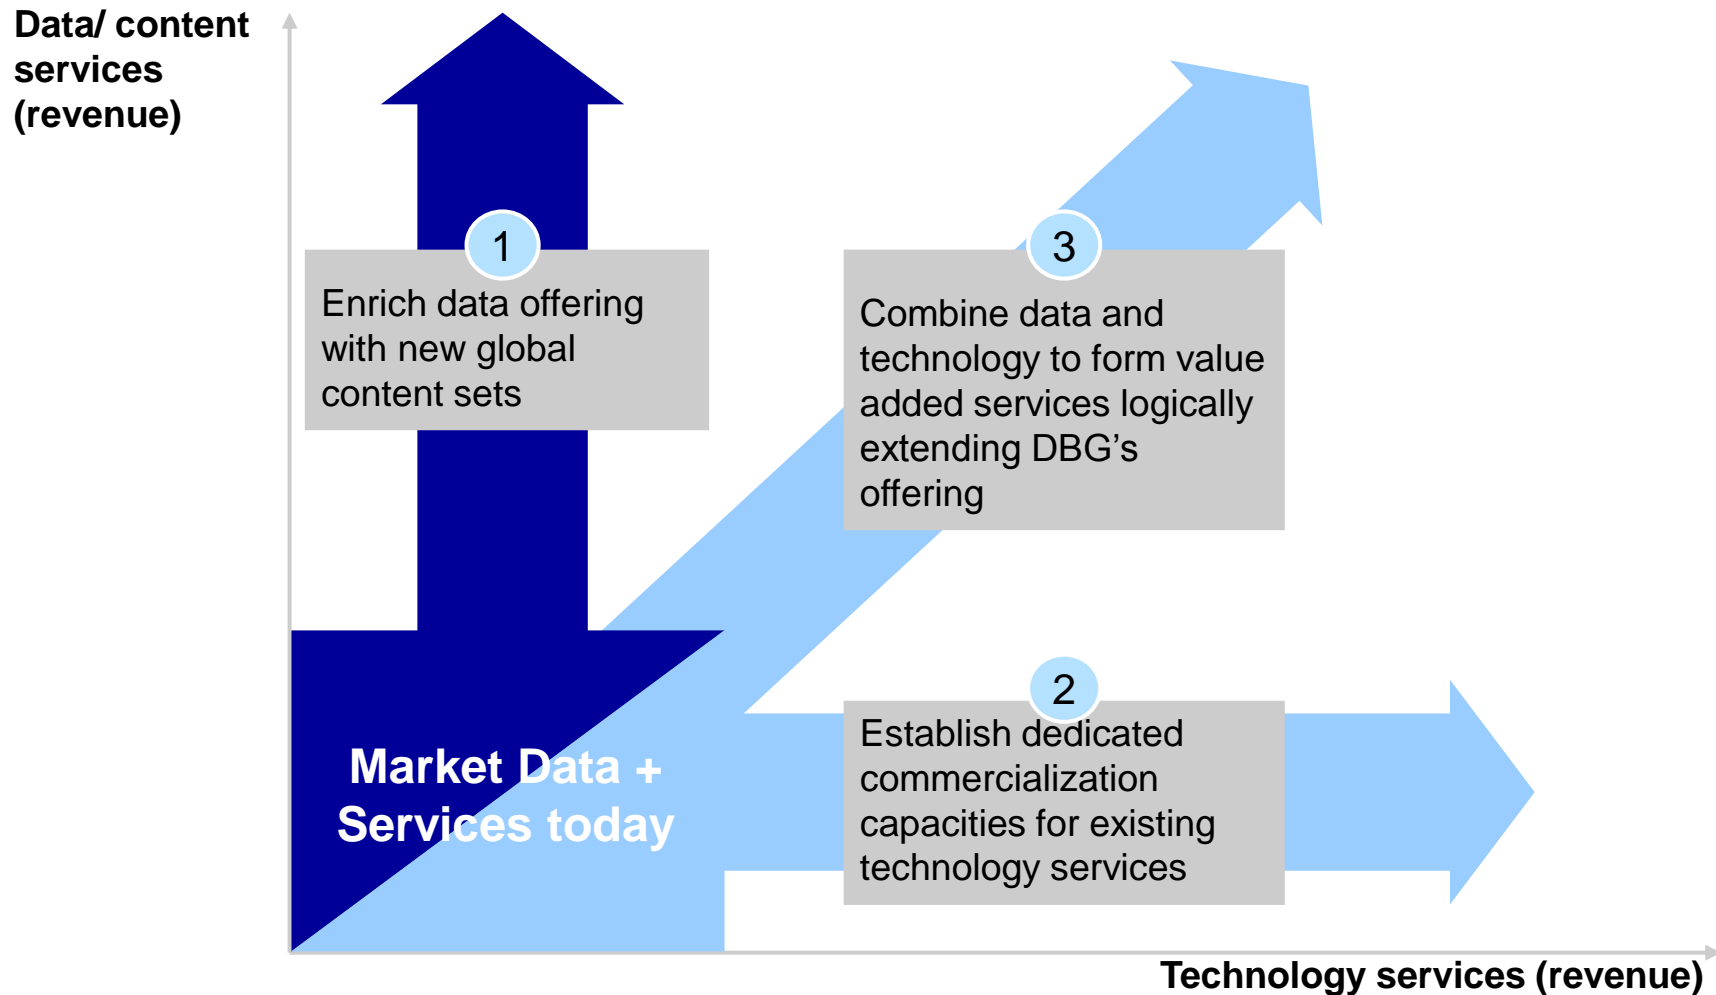 Data/ content
services
(revenue)
1
Enrich data offering
with new global
content sets
3
Combine data and
technology to form value
added services logically
extending DBG’s
offering
2
Establish dedicated
commercialization
capacities for existing
technology services
Market Data +
Services today
Technology services (revenue)